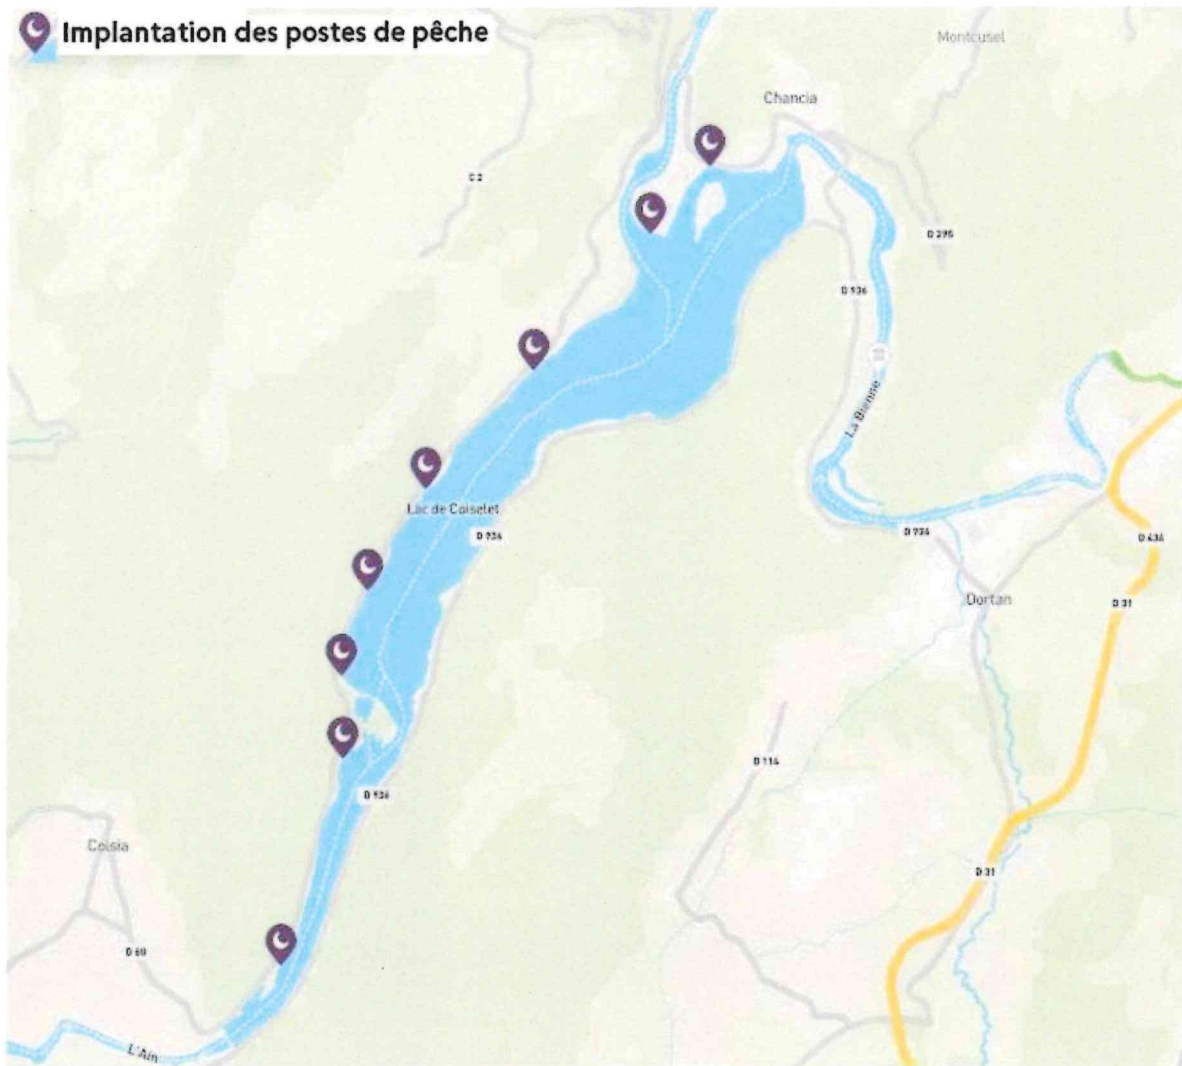 Implantation des postes de pêche
Montcusel
Chancia
C 2
D 295
D 936
La Bienne
Lac de Coiselet
D 936
D 936
D 436
Dortan
D 31
D 114
D 936
Coisia
D 31
D 60
L'Ain